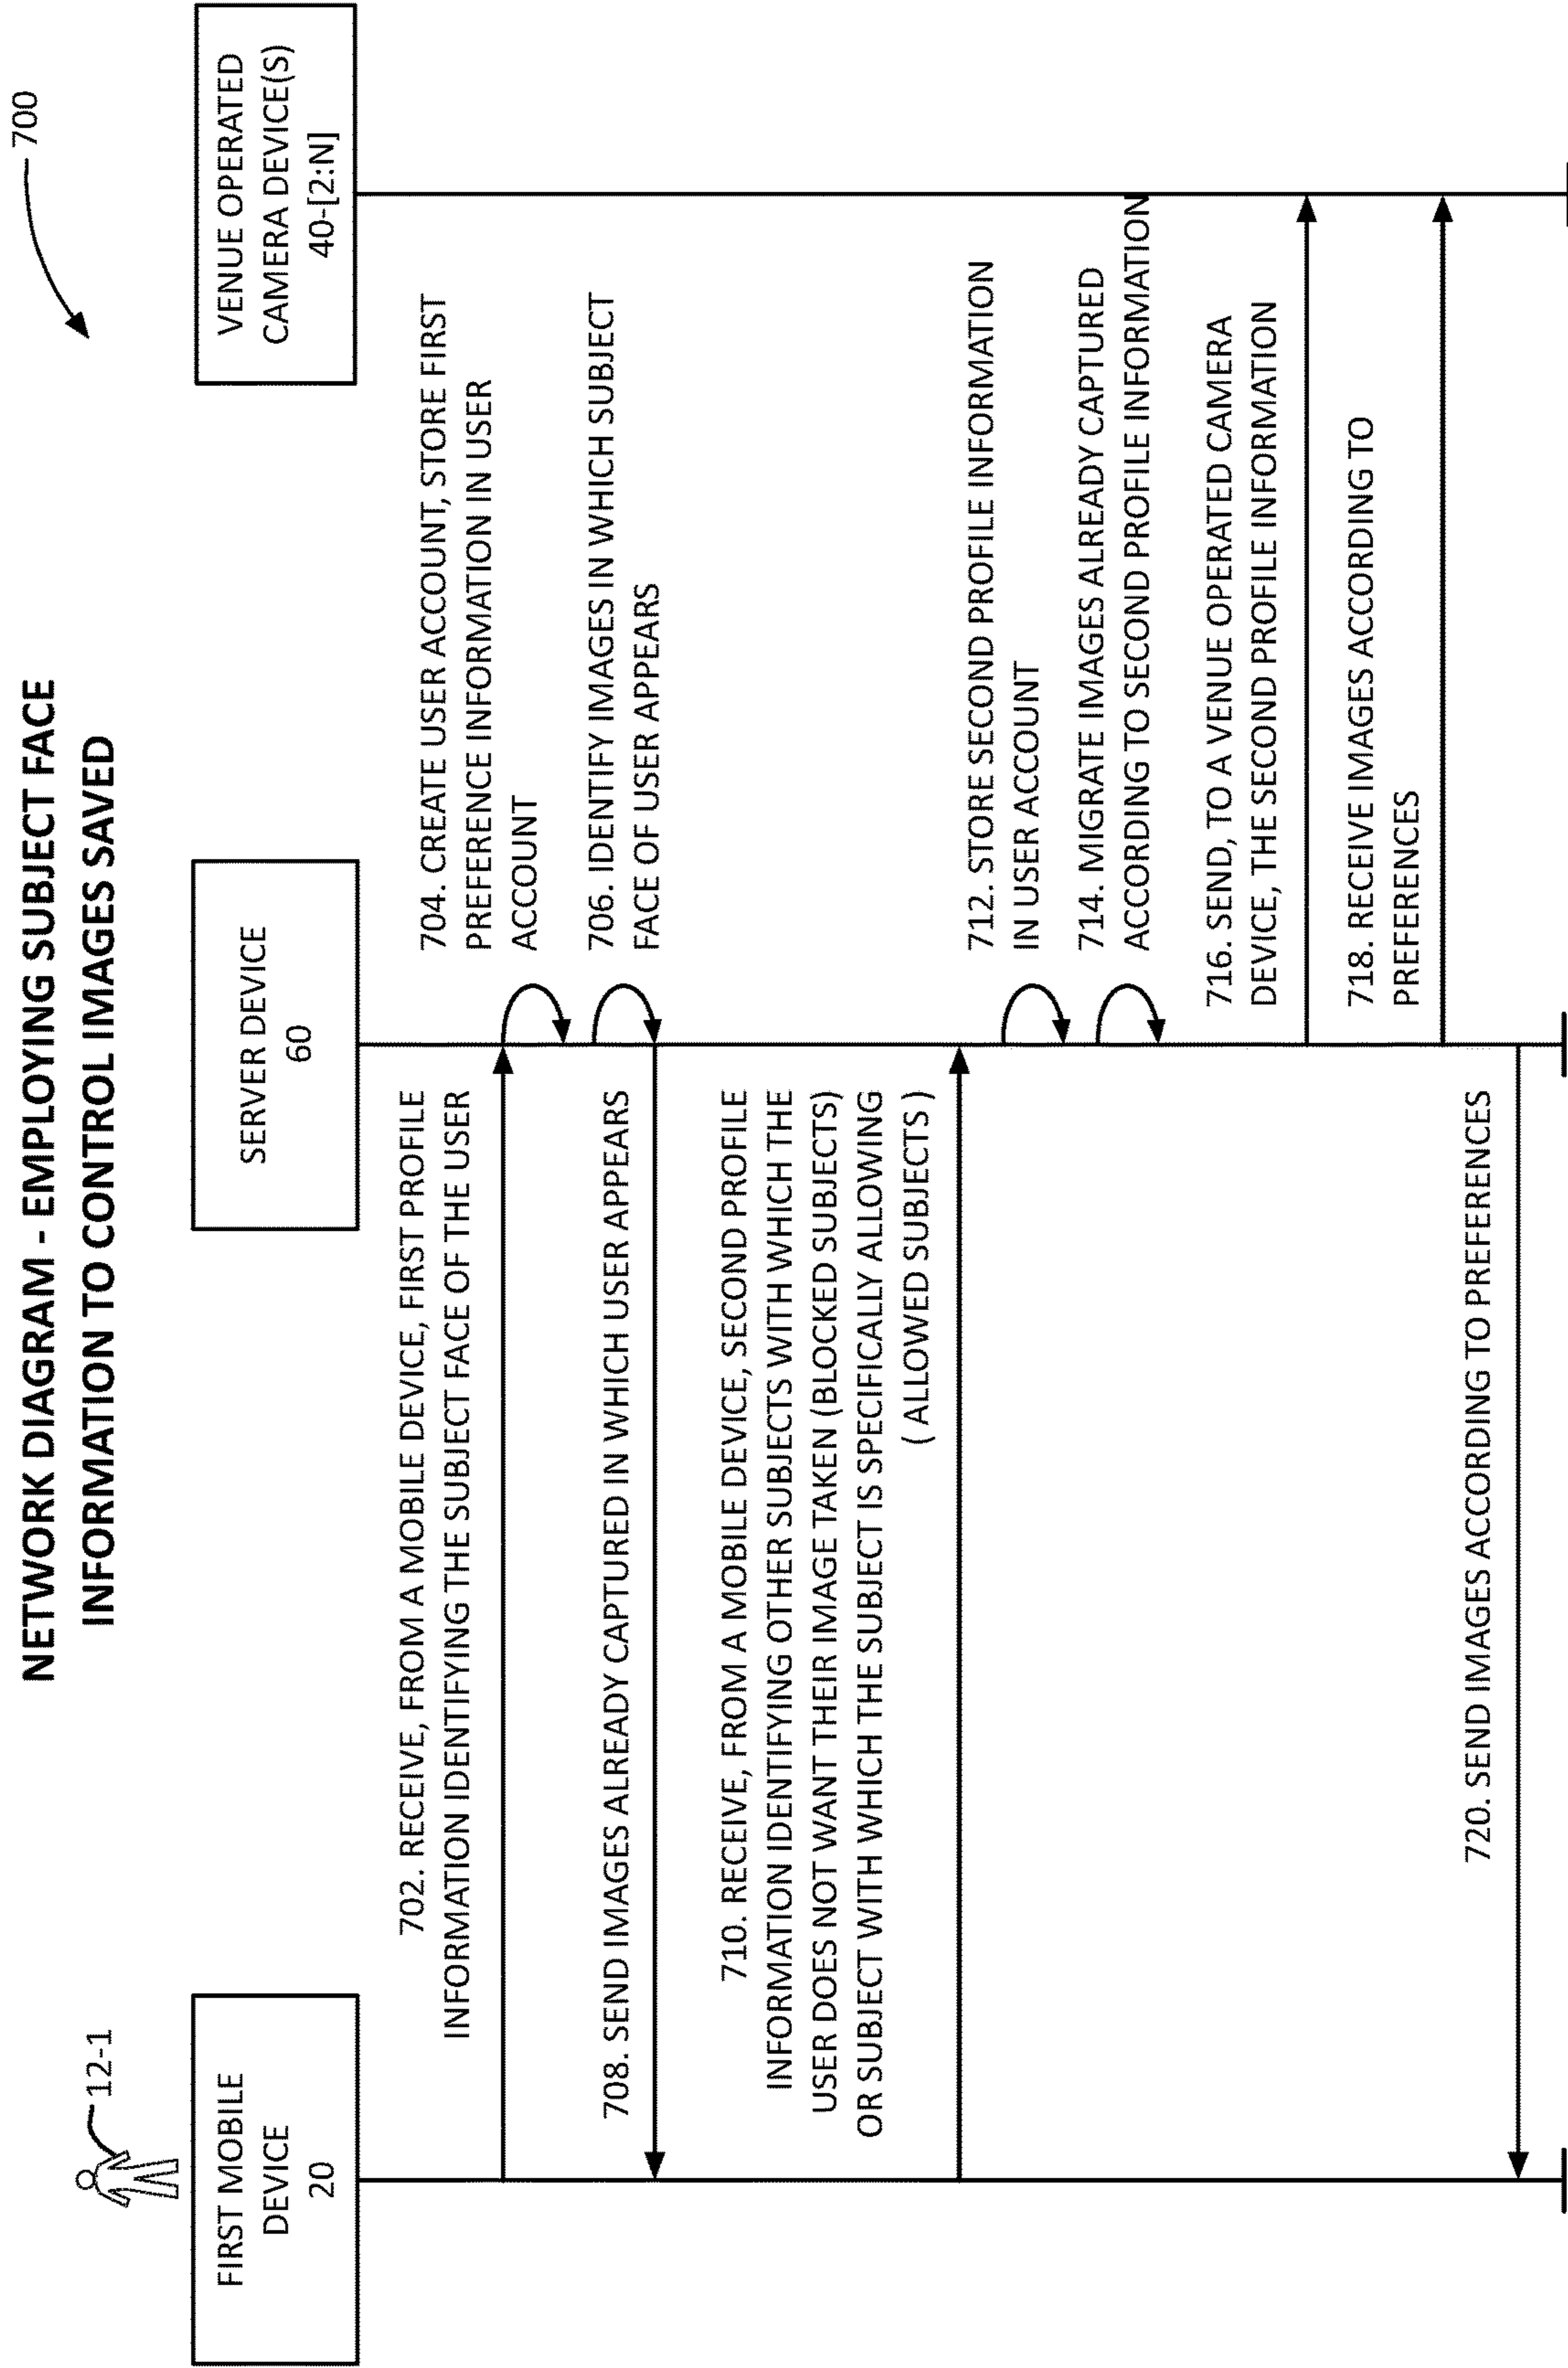 NETWORK DIAGRAM - EMPLOYING SUBJECT FACE
INFORMATION TO CONTROL IMAGES SAVED
700
12-1
FIRST MOBILE
DEVICE
20
SERVER DEVICE
60
VENUE OPERATED
CAMERA DEVICE(S)
40-[2:N]
702. RECEIVE, FROM A MOBILE DEVICE, FIRST PROFILE
INFORMATION IDENTIFYING THE SUBJECT FACE OF THE USER
704. CREATE USER ACCOUNT, STORE FIRST
PREFERENCE INFORMATION IN USER
ACCOUNT
706. IDENTIFY IMAGES IN WHICH SUBJECT
FACE OF USER APPEARS
708. SEND IMAGES ALREADY CAPTURED IN WHICH USER APPEARS
710. RECEIVE, FROM A MOBILE DEVICE, SECOND PROFILE
INFORMATION IDENTIFYING OTHER SUBJECTS WITH WHICH THE
USER DOES NOT WANT THEIR IMAGE TAKEN (BLOCKED SUBJECTS)
OR SUBJECT WITH WHICH THE SUBJECT IS SPECIFICALLY ALLOWING
( ALLOWED SUBJECTS )
712. STORE SECOND PROFILE INFORMATION
IN USER ACCOUNT
714. MIGRATE IMAGES ALREADY CAPTURED
ACCORDING TO SECOND PROFILE INFORMATION
716. SEND, TO A VENUE OPERATED CAMERA
DEVICE, THE SECOND PROFILE INFORMATION
718. RECEIVE IMAGES ACCORDING TO
PREFERENCES
720. SEND IMAGES ACCORDING TO PREFERENCES